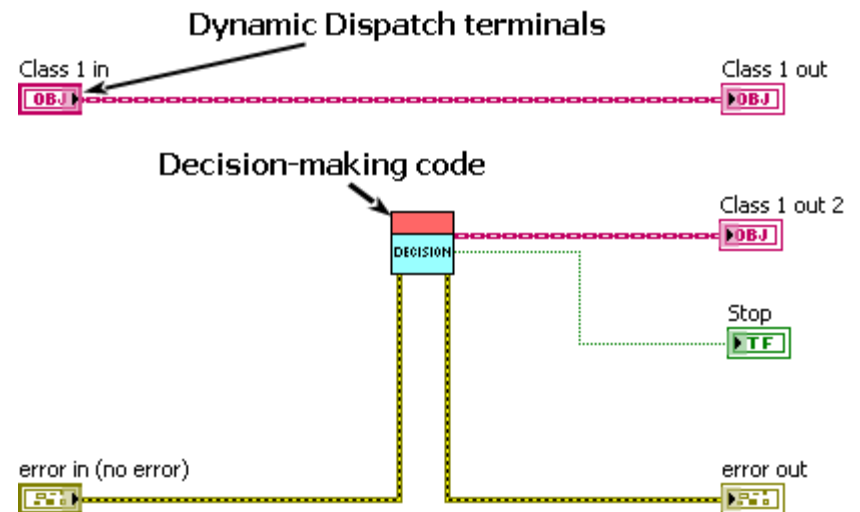 Dynamic Dispatch terminals
Class 1 in
Class 1 out
OBJ
OBJ
Decision-making code
Class 1 out 2
OBJ
DECISION
Stop
TF
error in (no error)
error out